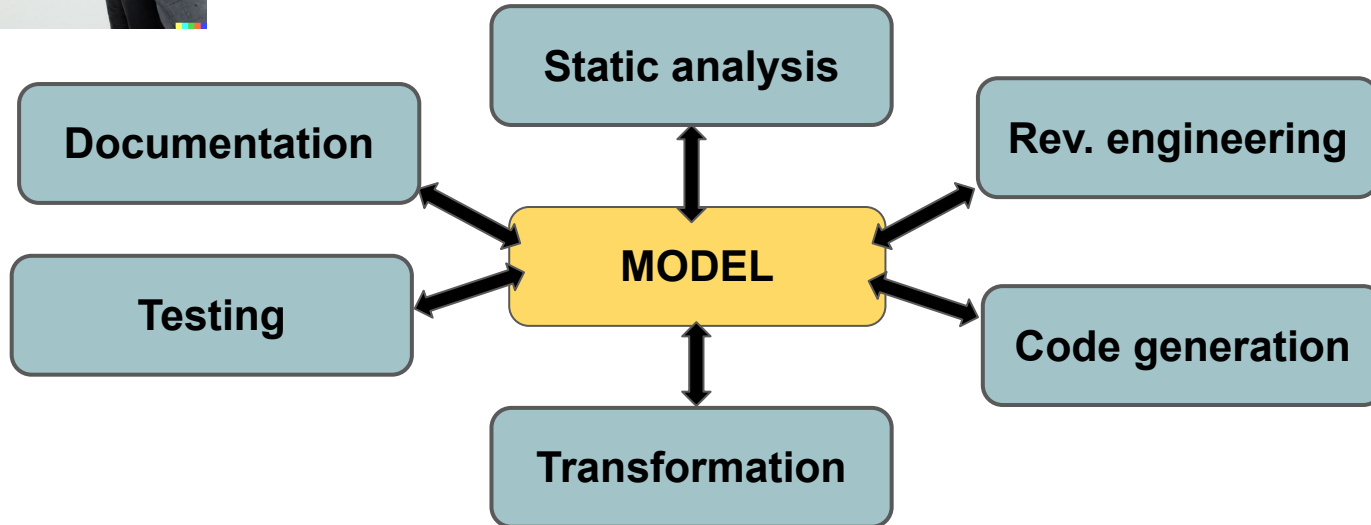 Static analysis
Documentation
Rev. engineering
MODEL
Testing
Code generation
Transformation